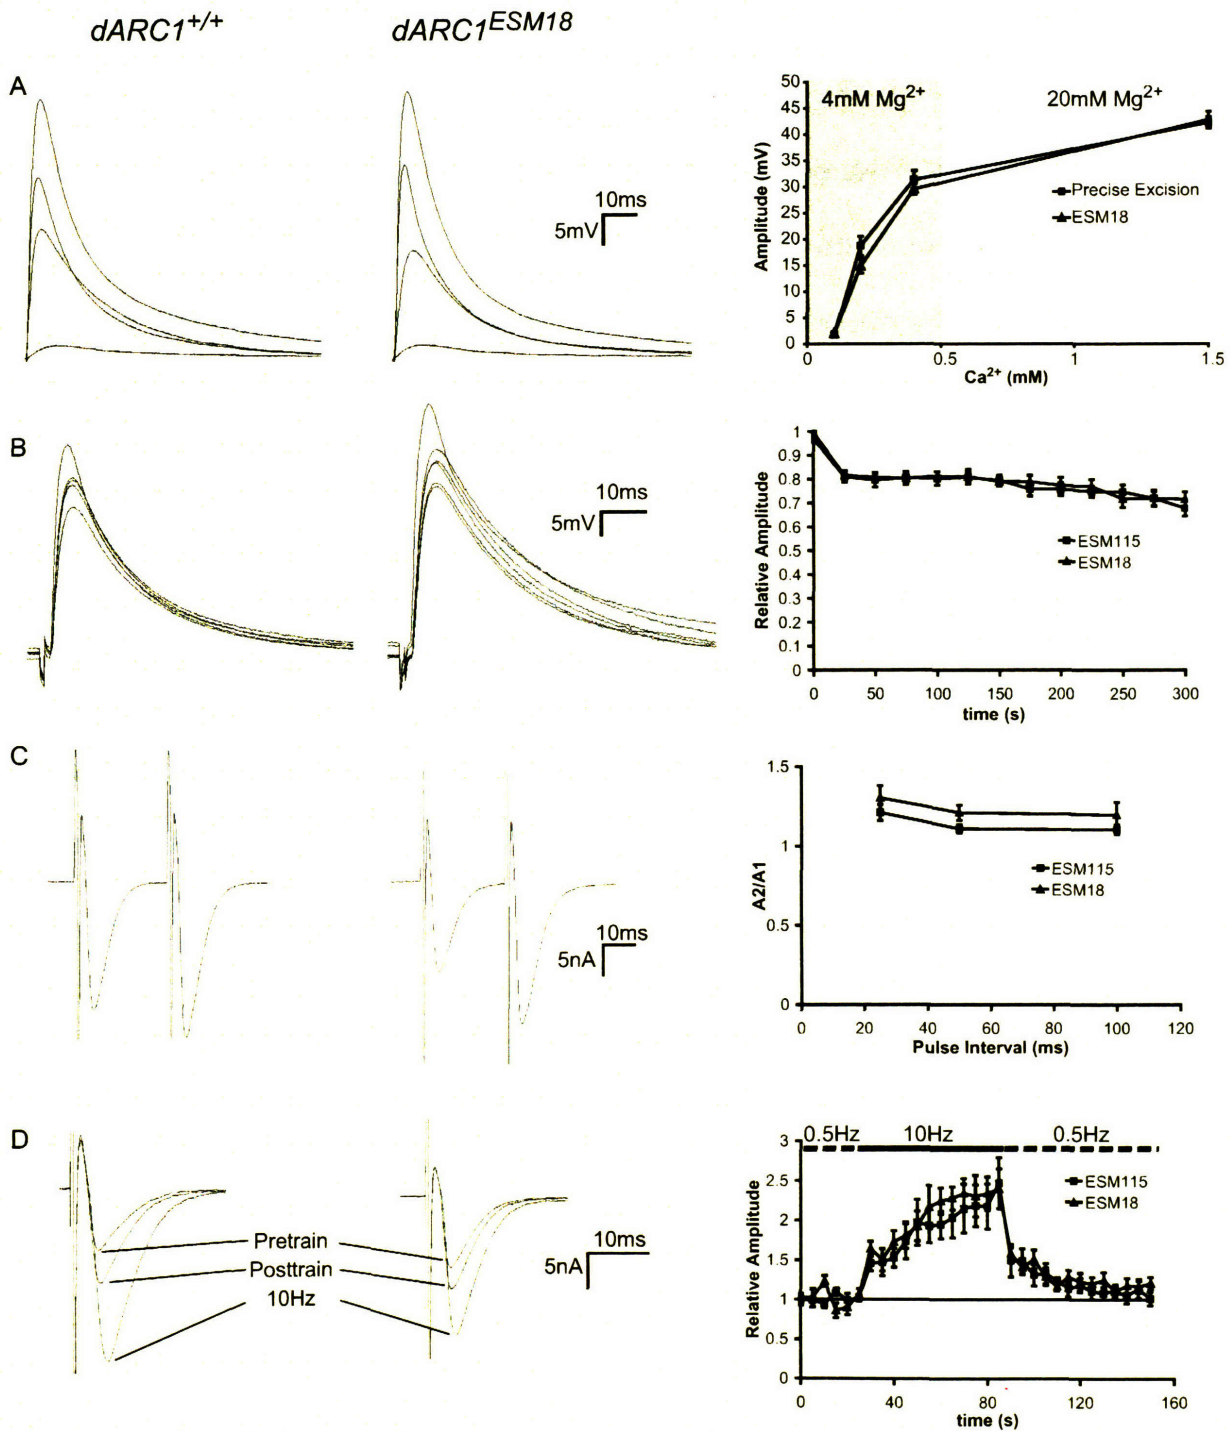 dARC1+/+
dARC1ESM18
A
10ms
5mV
50
45
40
35
30
25
20
15
10
5
0
Amplitude (mV)
4mM Mg2+
20mM Mg2+
Precise Excision
ESM18
0
0.5
1
1.5
Ca2+ (mM)
B
10ms
5mV
1
0.9
0.8
0.7
0.6
0.5
0.4
0.3
0.2
0.1
0
Relative Amplitude
ESM115
ESM18
0
50
100
150
200
250
300
time (s)
C
10ms
5nA
1.5
1
0.5
0
A2/A1
ESM115
ESM18
0
20
40
60
80
100
120
Pulse Interval (ms)
D
Pretrain
Posttrain
10Hz
10ms
5nA
0.5Hz
10Hz
0.5Hz
3
2.5
2
1.5
1
0.5
0
Relative Amplitude
ESM115
ESM18
0
40
80
120
160
time (s)